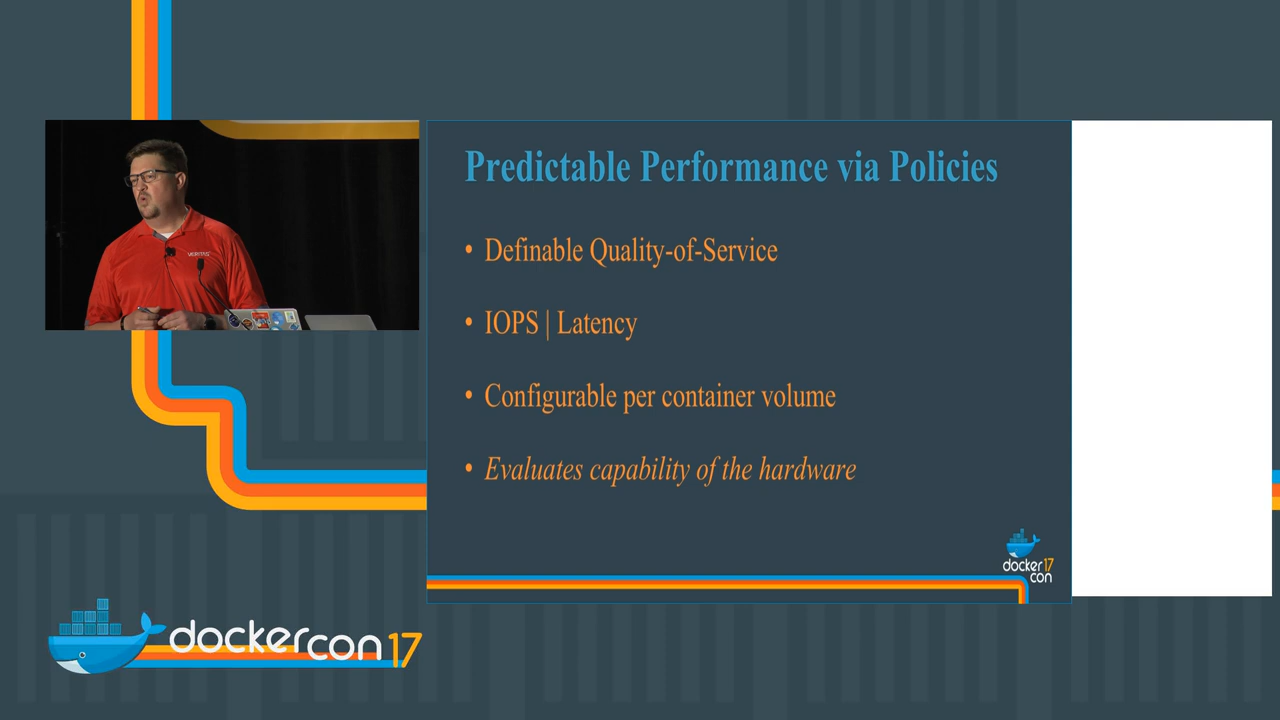 VERITAS
Predictable Performance via Policies
• Definable Quality-of-Service
• IOPS | Latency
• Configurable per container volume
• Evaluates capability of the hardware
docker 17
con
dockercon 17